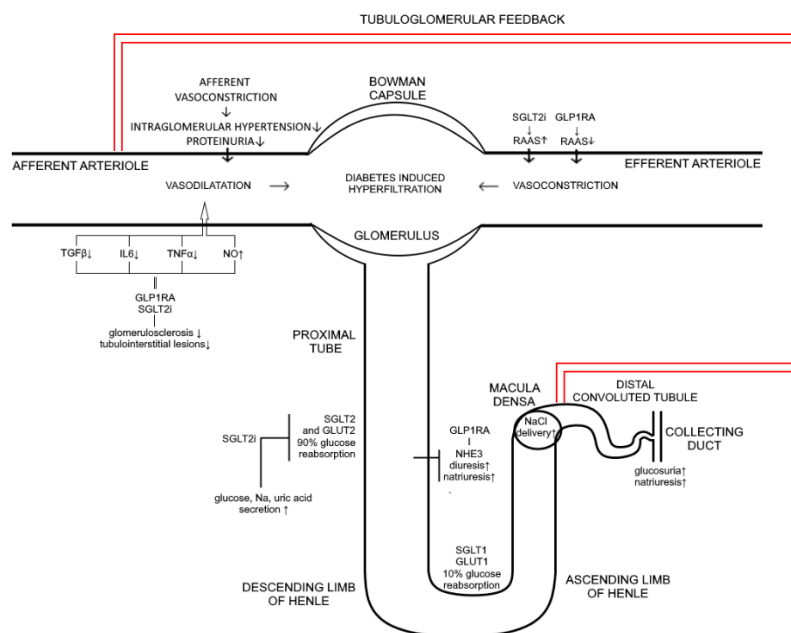 TUBULOGLOMERULAR FEEDBACK
AFFERENT
VASOCONSTRICTION
↓
INTRAGLOMERULAR HYPERTENSION↓
PROTEINURIA↓
BOWMAN
CAPSULE
SGLT2i
↓
RAAS↑
GLP1RA
↓
RAAS↓
AFFERENT ARTERIOLE
EFFERENT ARTERIOLE
VASODILATATION →
DIABETES INDUCED
HYPERFILTRATION
← VASOCONSTRICTION
GLOMERULUS
TGFβ↓ IL6↓ TNFα↓ NO↑
GLP1RA
SGLT2i
glomerulosclerosis ↓
tubulointerstitial lesions↓
PROXIMAL
TUBE
SGLT2i
SGLT2
and GLUT2
90% glucose
reabsorption
glucose, Na, uric acid
secretion ↑
GLP1RA
NHE3
diuresis↑
natriuresis↑
MACULA
DENSA
NaCl
delivery↑
DISTAL
CONVOLUTED TUBULE
COLLECTING
DUCT
glucosuria↑
natriuresis↑
SGLT1
GLUT1
10% glucose
reabsorption
DESCENDING LIMB
OF HENLE
ASCENDING LIMB
OF HENLE